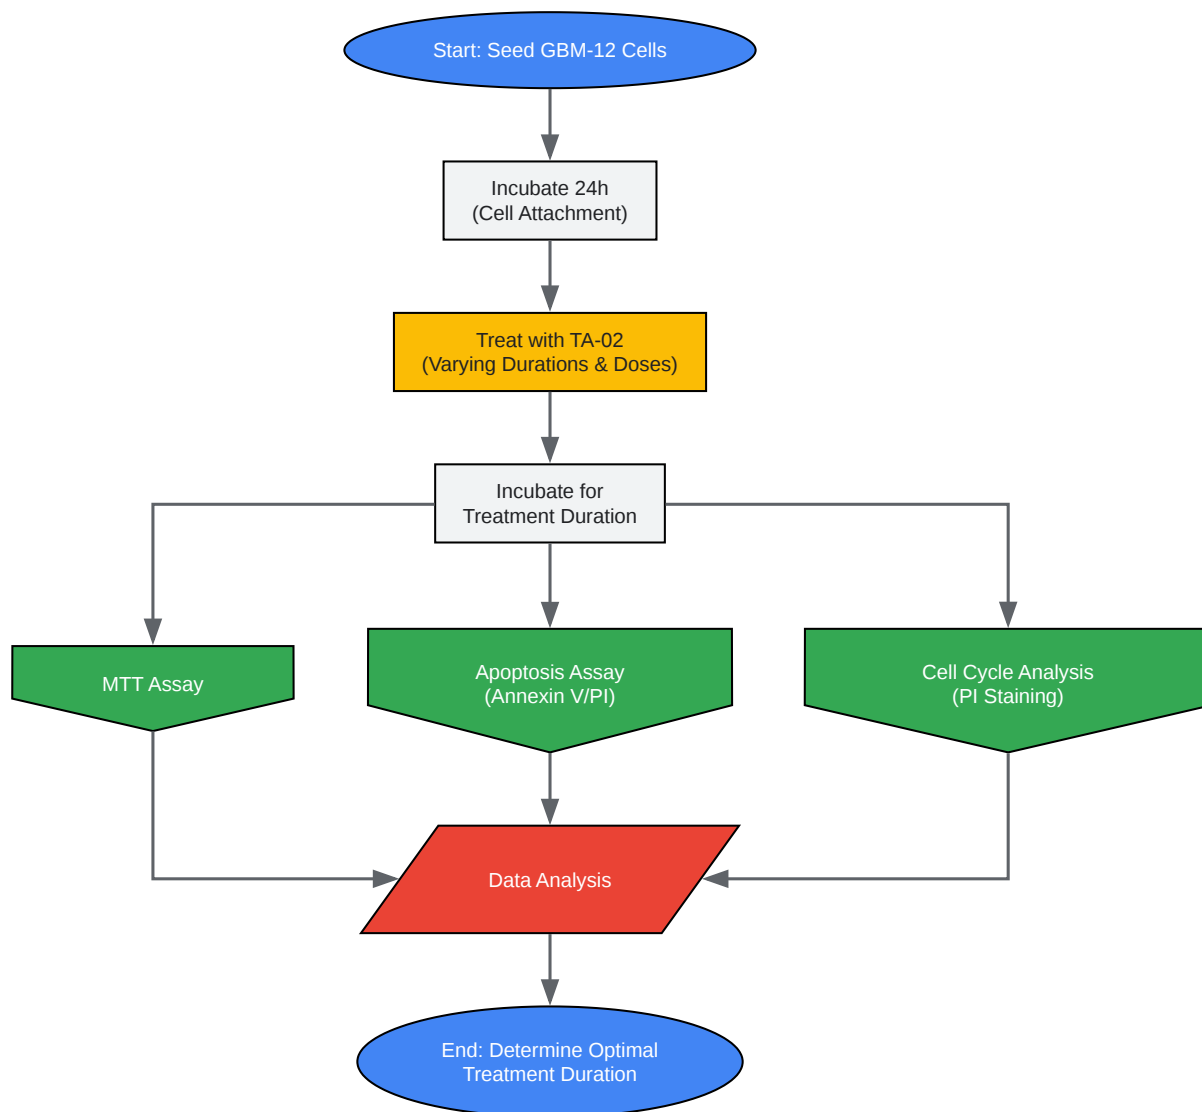 Start: Seed GBM-12 Cells
Incubate 24h
(Cell Attachment)
Treat with TA-02
(Varying Durations & Doses)
Incubate for
Treatment Duration
MTT Assay
Apoptosis Assay
(Annexin V/PI)
Cell Cycle Analysis
(PI Staining)
Data Analysis
End: Determine Optimal
Treatment Duration